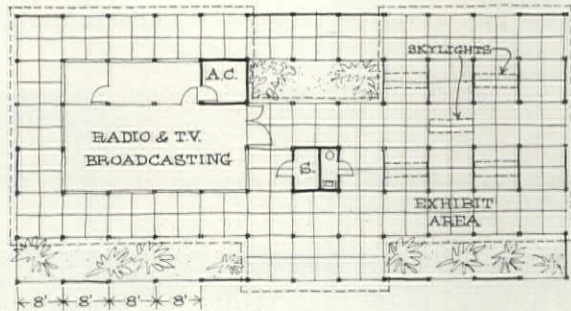 SKYLIGHTS
A.C.
RADIO & T.V.
BROADCASTING
S.
EXHIBIT
AREA
8' 8' 8' 8'